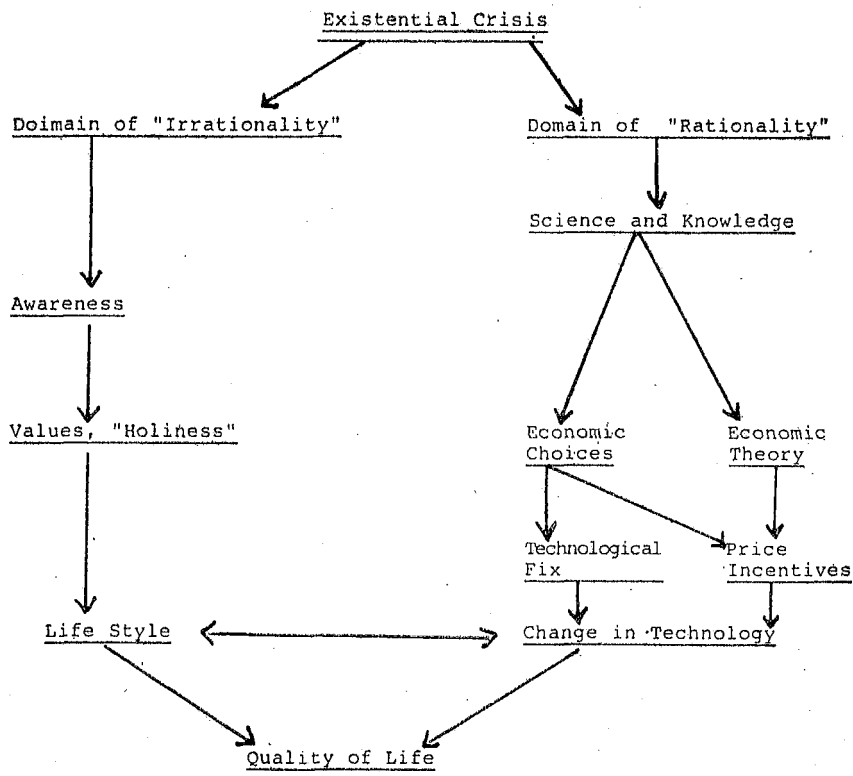 Existential Crisis
Doimain of "Irrationality"
Domain of "Rationality"
Science and Knowledge
Awareness
Values, "Holiness"
Economic
Choices
Economic
Theory
Technological
Fix
Price
Incentives
Life Style
Change in Technology
Quality of Life